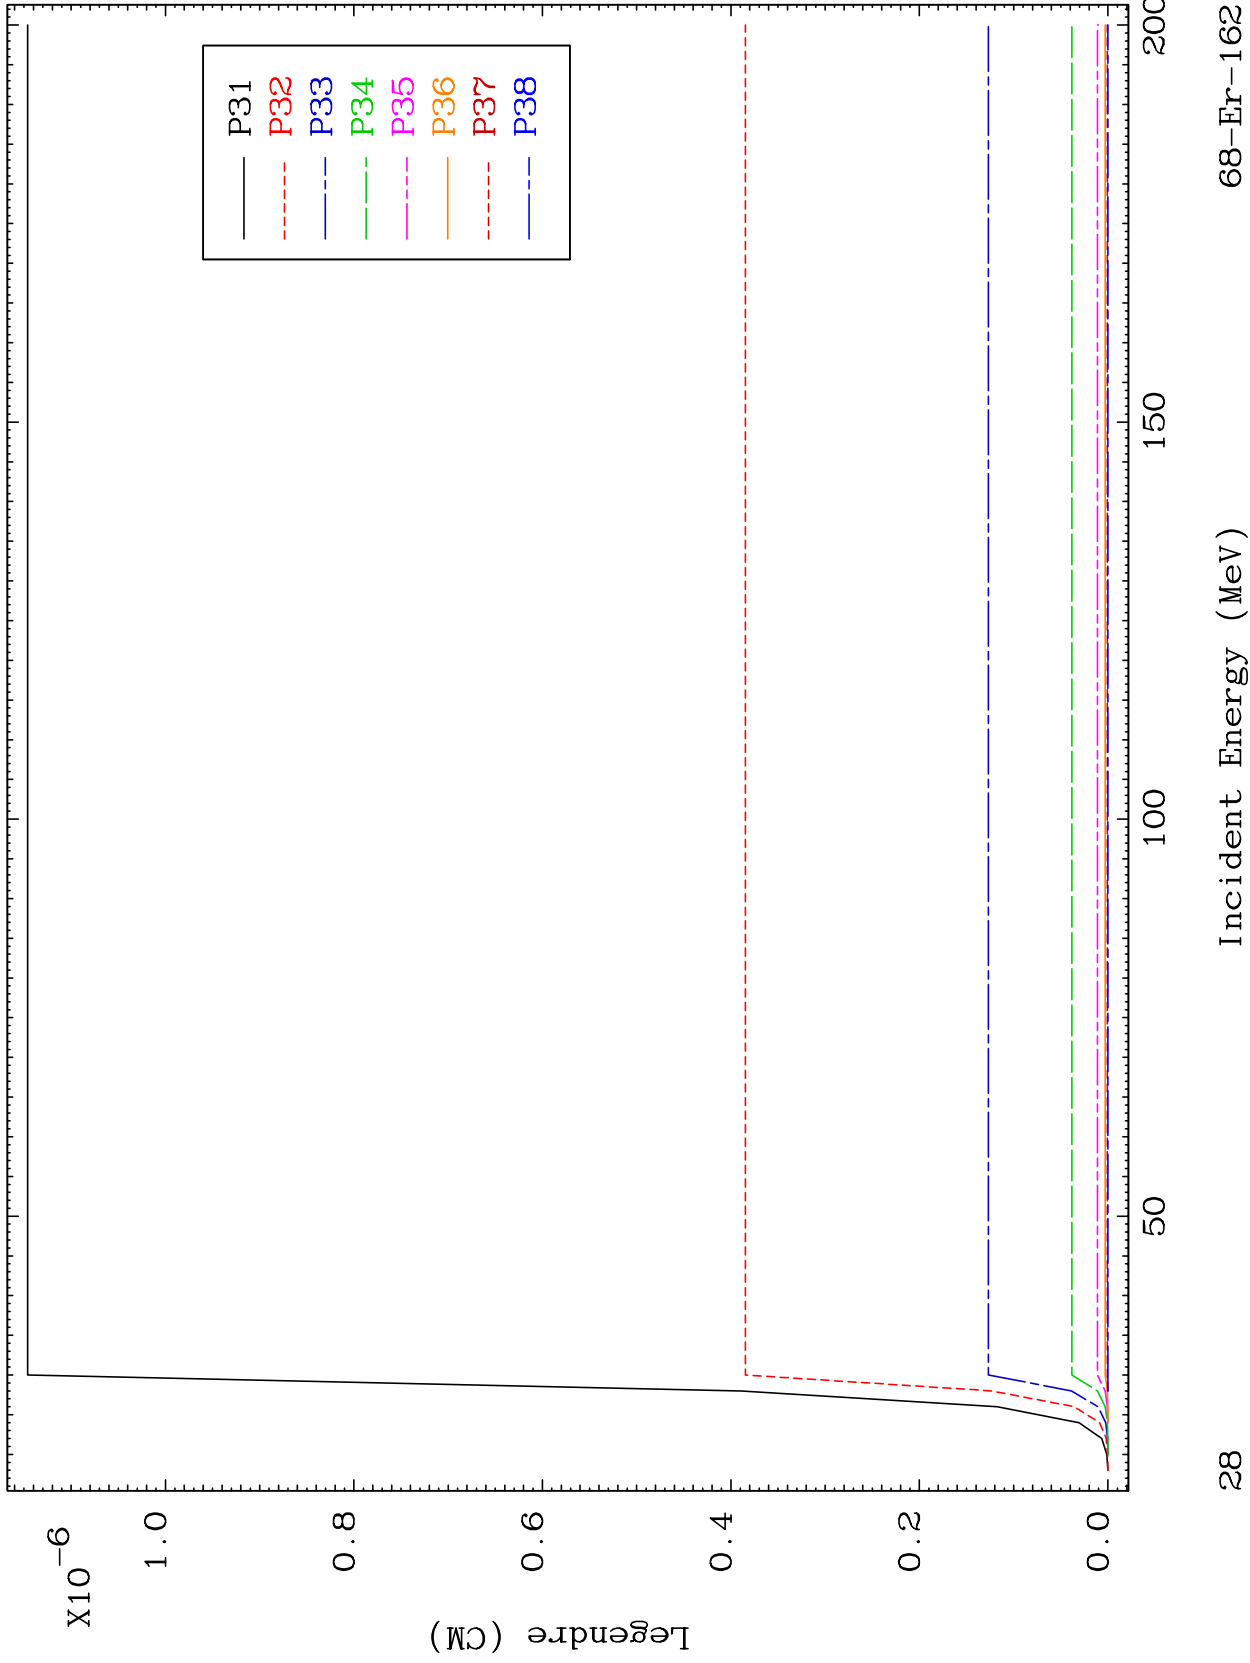 X10-6
1.0
0.8
0.6
0.4
0.2
0.0
Legendre (CM)
P31
P32
P33
P34
P35
P36
P37
P38
50
100
150
200
Incident Energy (MeV)
28
68-Er-162